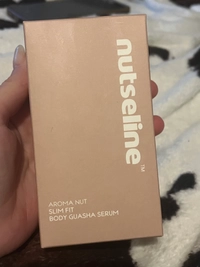 nutseline™
AROMA NUT
SLIM FIT
BODY GUASHA SERUM